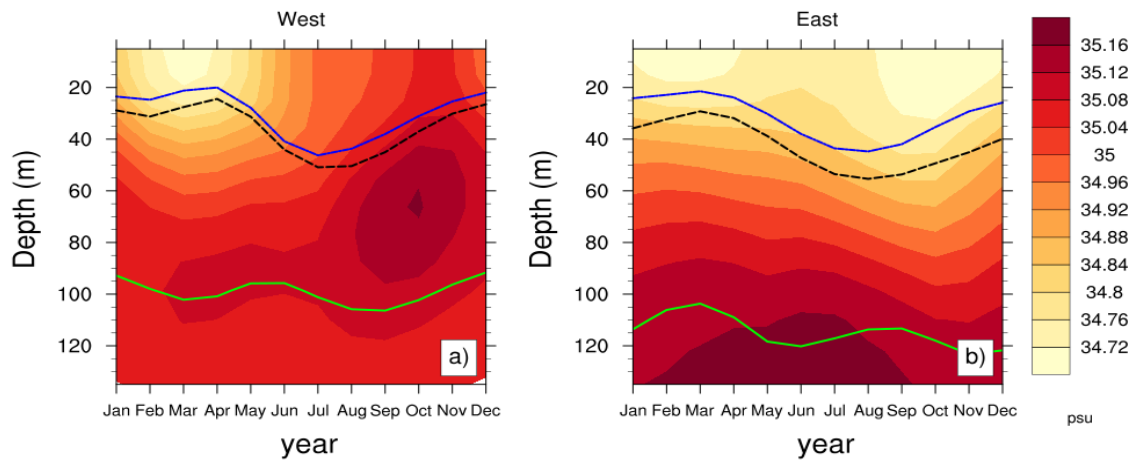 West
East
Depth (m)
20
40
60
80
100
120
a)
Jan Feb Mar Apr May Jun Jul Aug Sep Oct Nov Dec
year
Depth (m)
20
40
60
80
100
120
b)
Jan Feb Mar Apr May Jun Jul Aug Sep Oct Nov Dec
year
35.16
35.12
35.08
35.04
35
34.96
34.92
34.88
34.84
34.8
34.76
34.72
psu